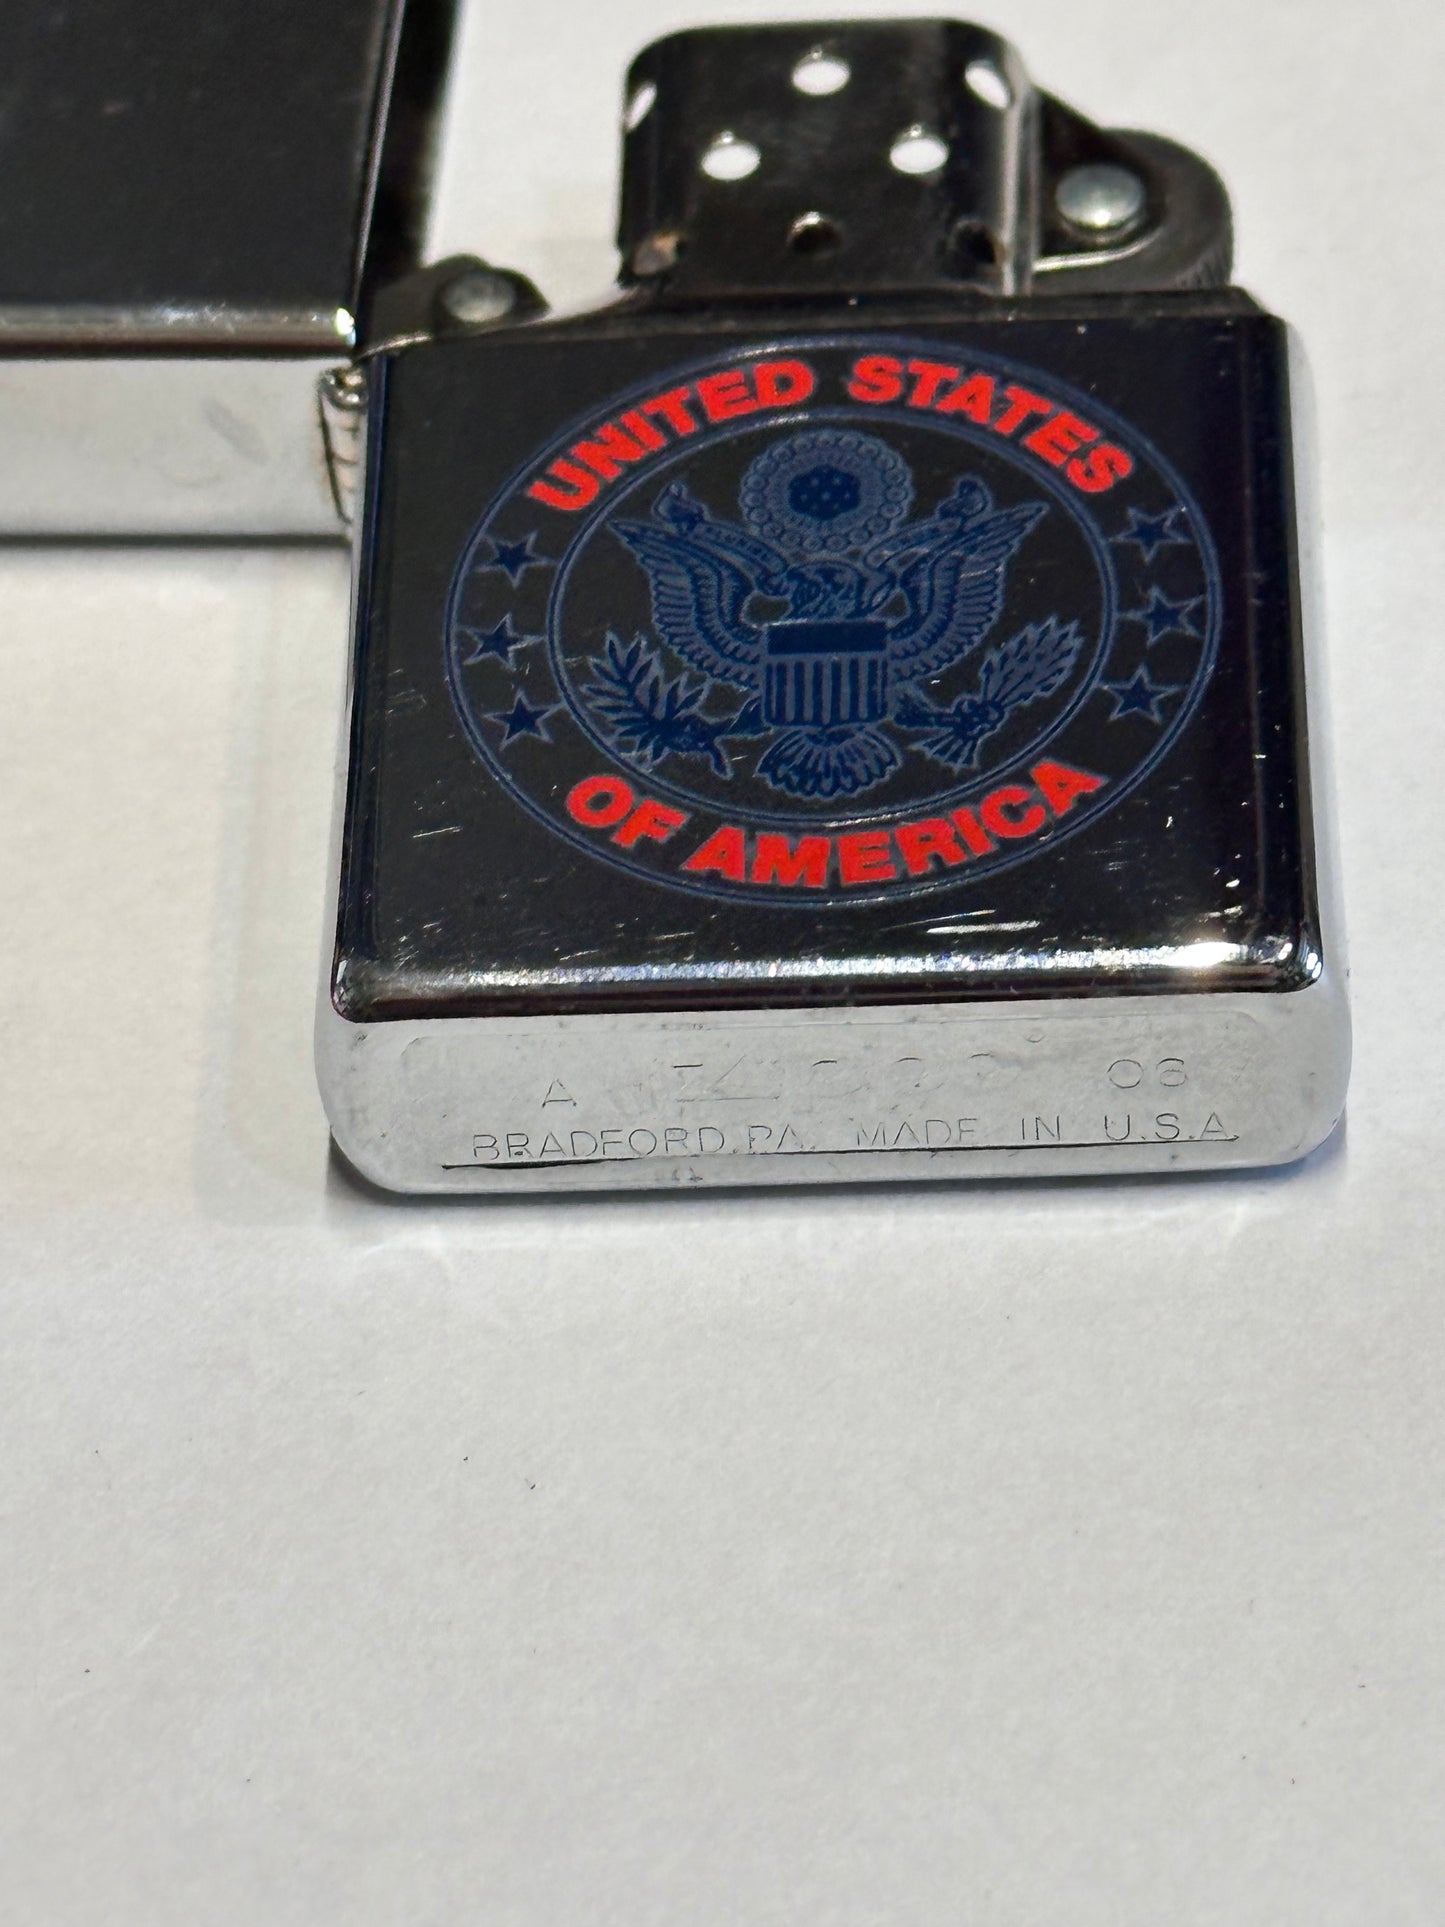 UNITED STATES
OF AMERICA
A ZIPPO 06
BRADFORD, PA. MADE IN U.S.A.